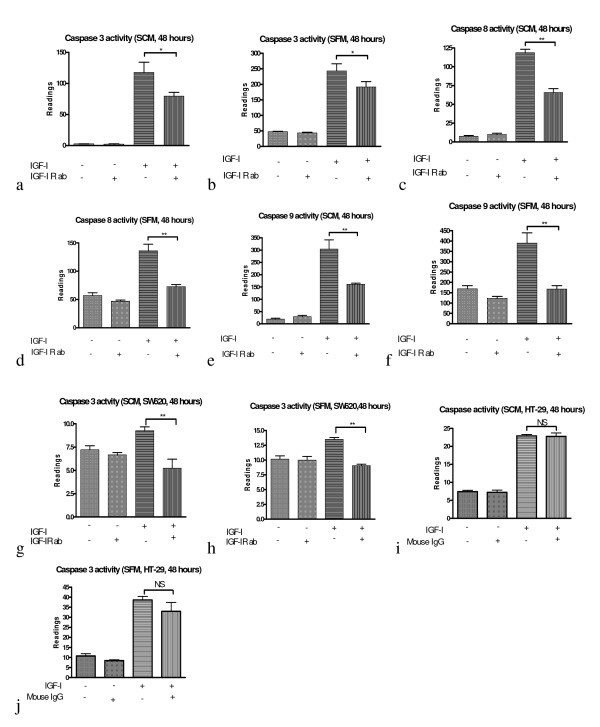 Caspase 3 activity (SCM, 48 hours)
Readings
150
100
50
0
*
IGF-I - - + +
IGF-I R ab - + - +
a
Caspase 3 activity (SFM, 48 hours)
Readings
300
250
200
150
100
50
0
*
IGF-I - - + +
IGF-I R ab - + - +
b
Caspase 8 activity (SCM, 48 hours)
Readings
125
100
75
50
25
0
**
IGF-I - - + +
IGF-I R ab - + - +
c
Caspase 8 activity (SFM, 48 hours)
Readings
150
100
50
0
**
IGF-I - - + +
IGF-I R ab - + - +
d
Caspase 9 activity (SCM, 48 hours)
Readings
350
300
250
200
150
100
50
0
**
IGF-I - - + +
IGF-I R ab - + - +
e
Caspase 9 activity (SFM, 48 hours)
Readings
450
400
350
300
250
200
150
100
50
0
**
IGF-I - - + +
IGF-I R ab - + - +
f
Caspase 3 activity (SCM, SW620, 48 hours)
Readings
10.0
7.5
5.0
2.5
0.0
**
IGF-I - - + +
IGF-IRab - + - +
g
Caspase 3 activity (SFM, SW620,48 hours)
Readings
15.0
12.5
10.0
7.5
5.0
2.5
0.0
**
IGF-I - - + +
IGF-IRab - + - +
h
Caspase activity (SCM, HT-29, 48 hours)
Readings
25
20
15
10
5
0
NS
IGF-I - - + +
Mouse IgG - + - +
i
Caspase 3 activity (SFM, HT-29, 48 hours)
Readings
45
40
35
30
25
20
15
10
5
0
NS
IGF-I - - + +
Mouse IgG - + - +
j